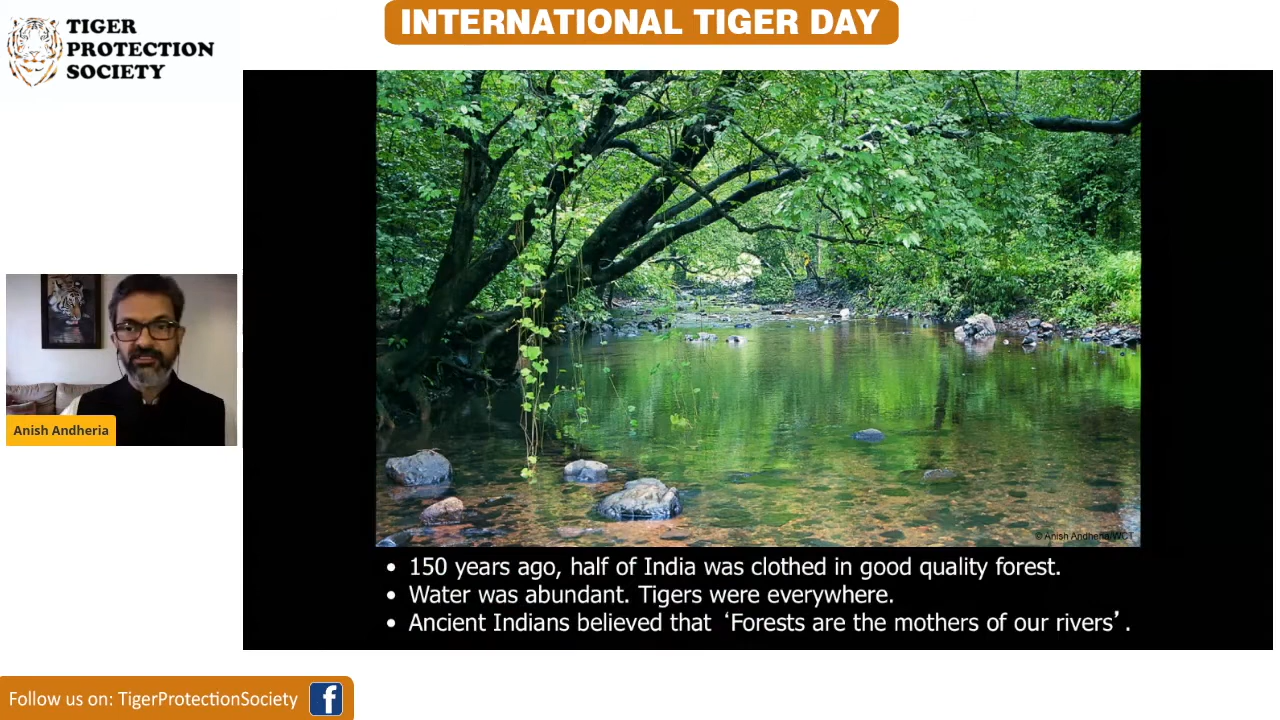 INTERNATIONAL TIGER DAY
TIGER
PROTECTION
SOCIETY
Anish Andheria
© Anish Andheria/WCT
• 150 years ago, half of India was clothed in good quality forest.
• Water was abundant. Tigers were everywhere.
• Ancient Indians believed that ‘Forests are the mothers of our rivers’.
Follow us on: TigerProtectionSociety f